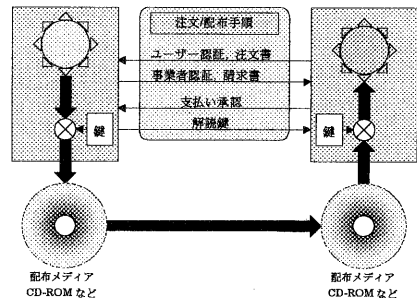 注文/配布手順
ユーザー認証, 注文書
事業者認証, 請求書
支払い承認
鍵
解読鍵
鍵
配布メディア
CD-ROM など
配布メディア
CD-ROM など